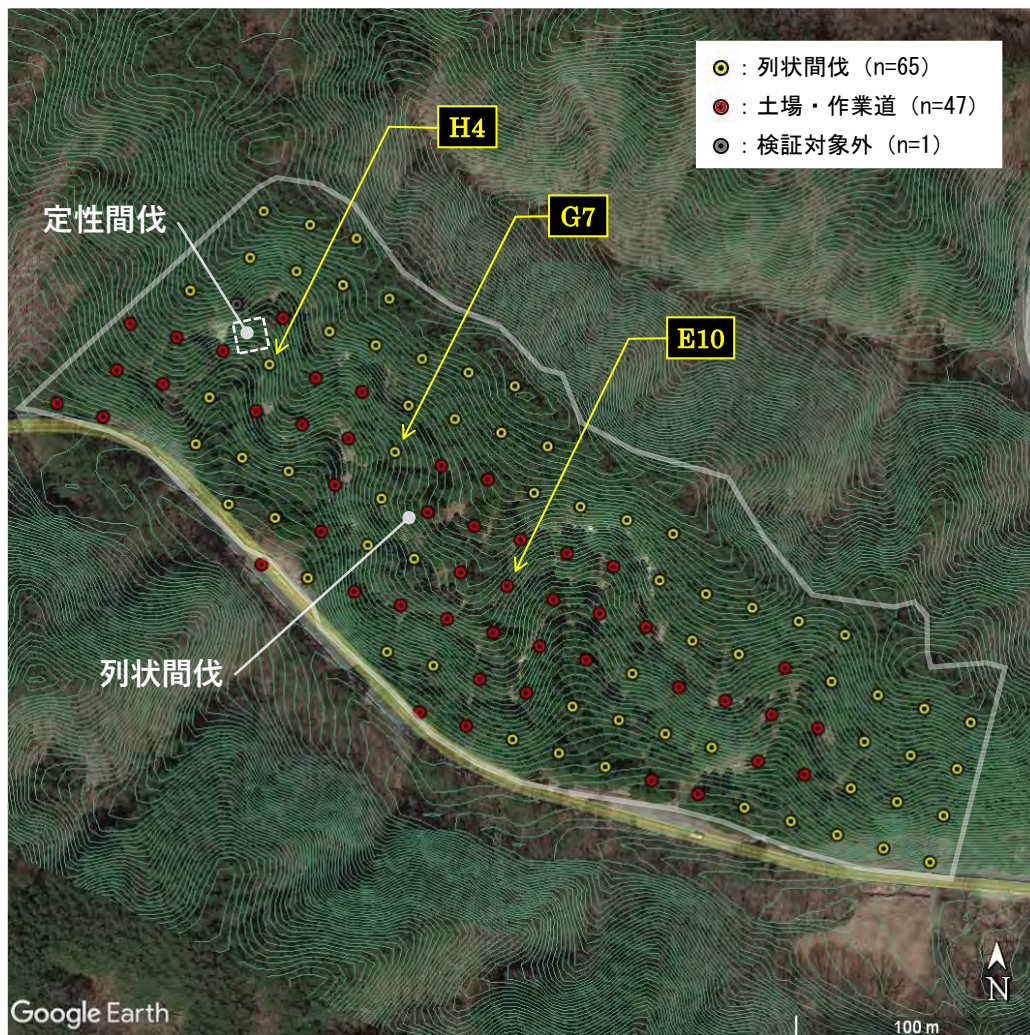 ：列状間伐（n=65）
：土場・作業道（n=47）
：検証対象外（n=1）
H4
定性間伐
G7
E10
列状間伐
N
Google Earth
100 m